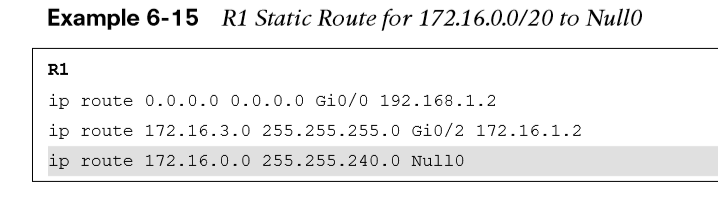 Example 6-15 R1 Static Route for 172.16.0.0/20 to Null0
R1
ip route 0.0.0.0 0.0.0.0 Gi0/0 192.168.1.2
ip route 172.16.3.0 255.255.255.0 Gi0/2 172.16.1.2
ip route 172.16.0.0 255.255.240.0 Null0